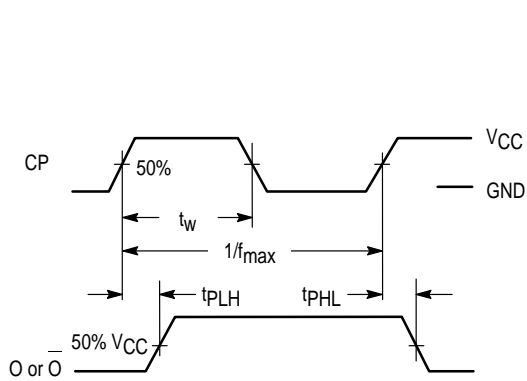 VCC
CP
50%
GND
tw
1/fmax
tPLH
tPHL
50% VCC
O or O̅